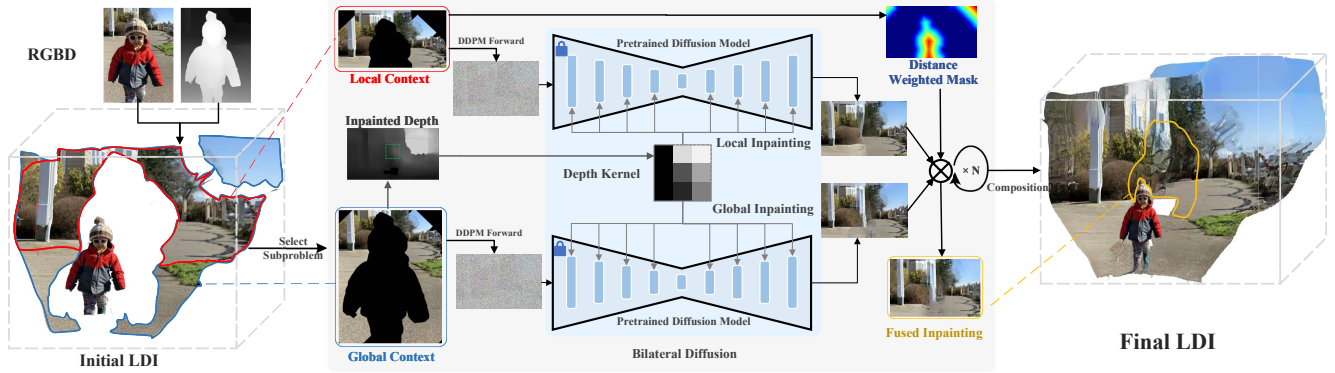 RGBD
Initial LDI
Select
Subproblem
Local Context
DDPM Forward
Inpainted Depth
Global Context
DDPM Forward
Pretrained Diffusion Model
Local Inpainting
Depth Kernel
Global Inpainting
Pretrained Diffusion Model
Bilateral Diffusion
Distance
Weighted Mask
× N
Composition
Fused Inpainting
Final LDI